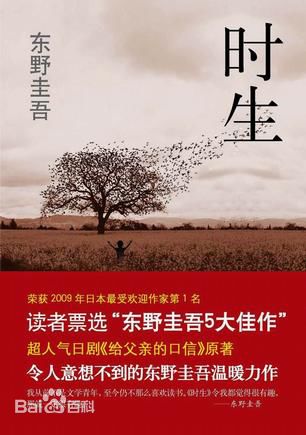 东野圭吾
时生
荣获2009年日本最受欢迎作家第1名
读者票选“东野圭吾5大佳作”
超人气日剧《给父亲的口信》原著
令人意想不到的东野圭吾温暖力作
我从前不是文学青年，至今仍不那么喜欢读书。《时生》令我都觉得很有趣，
——东野圭吾
Bai百科